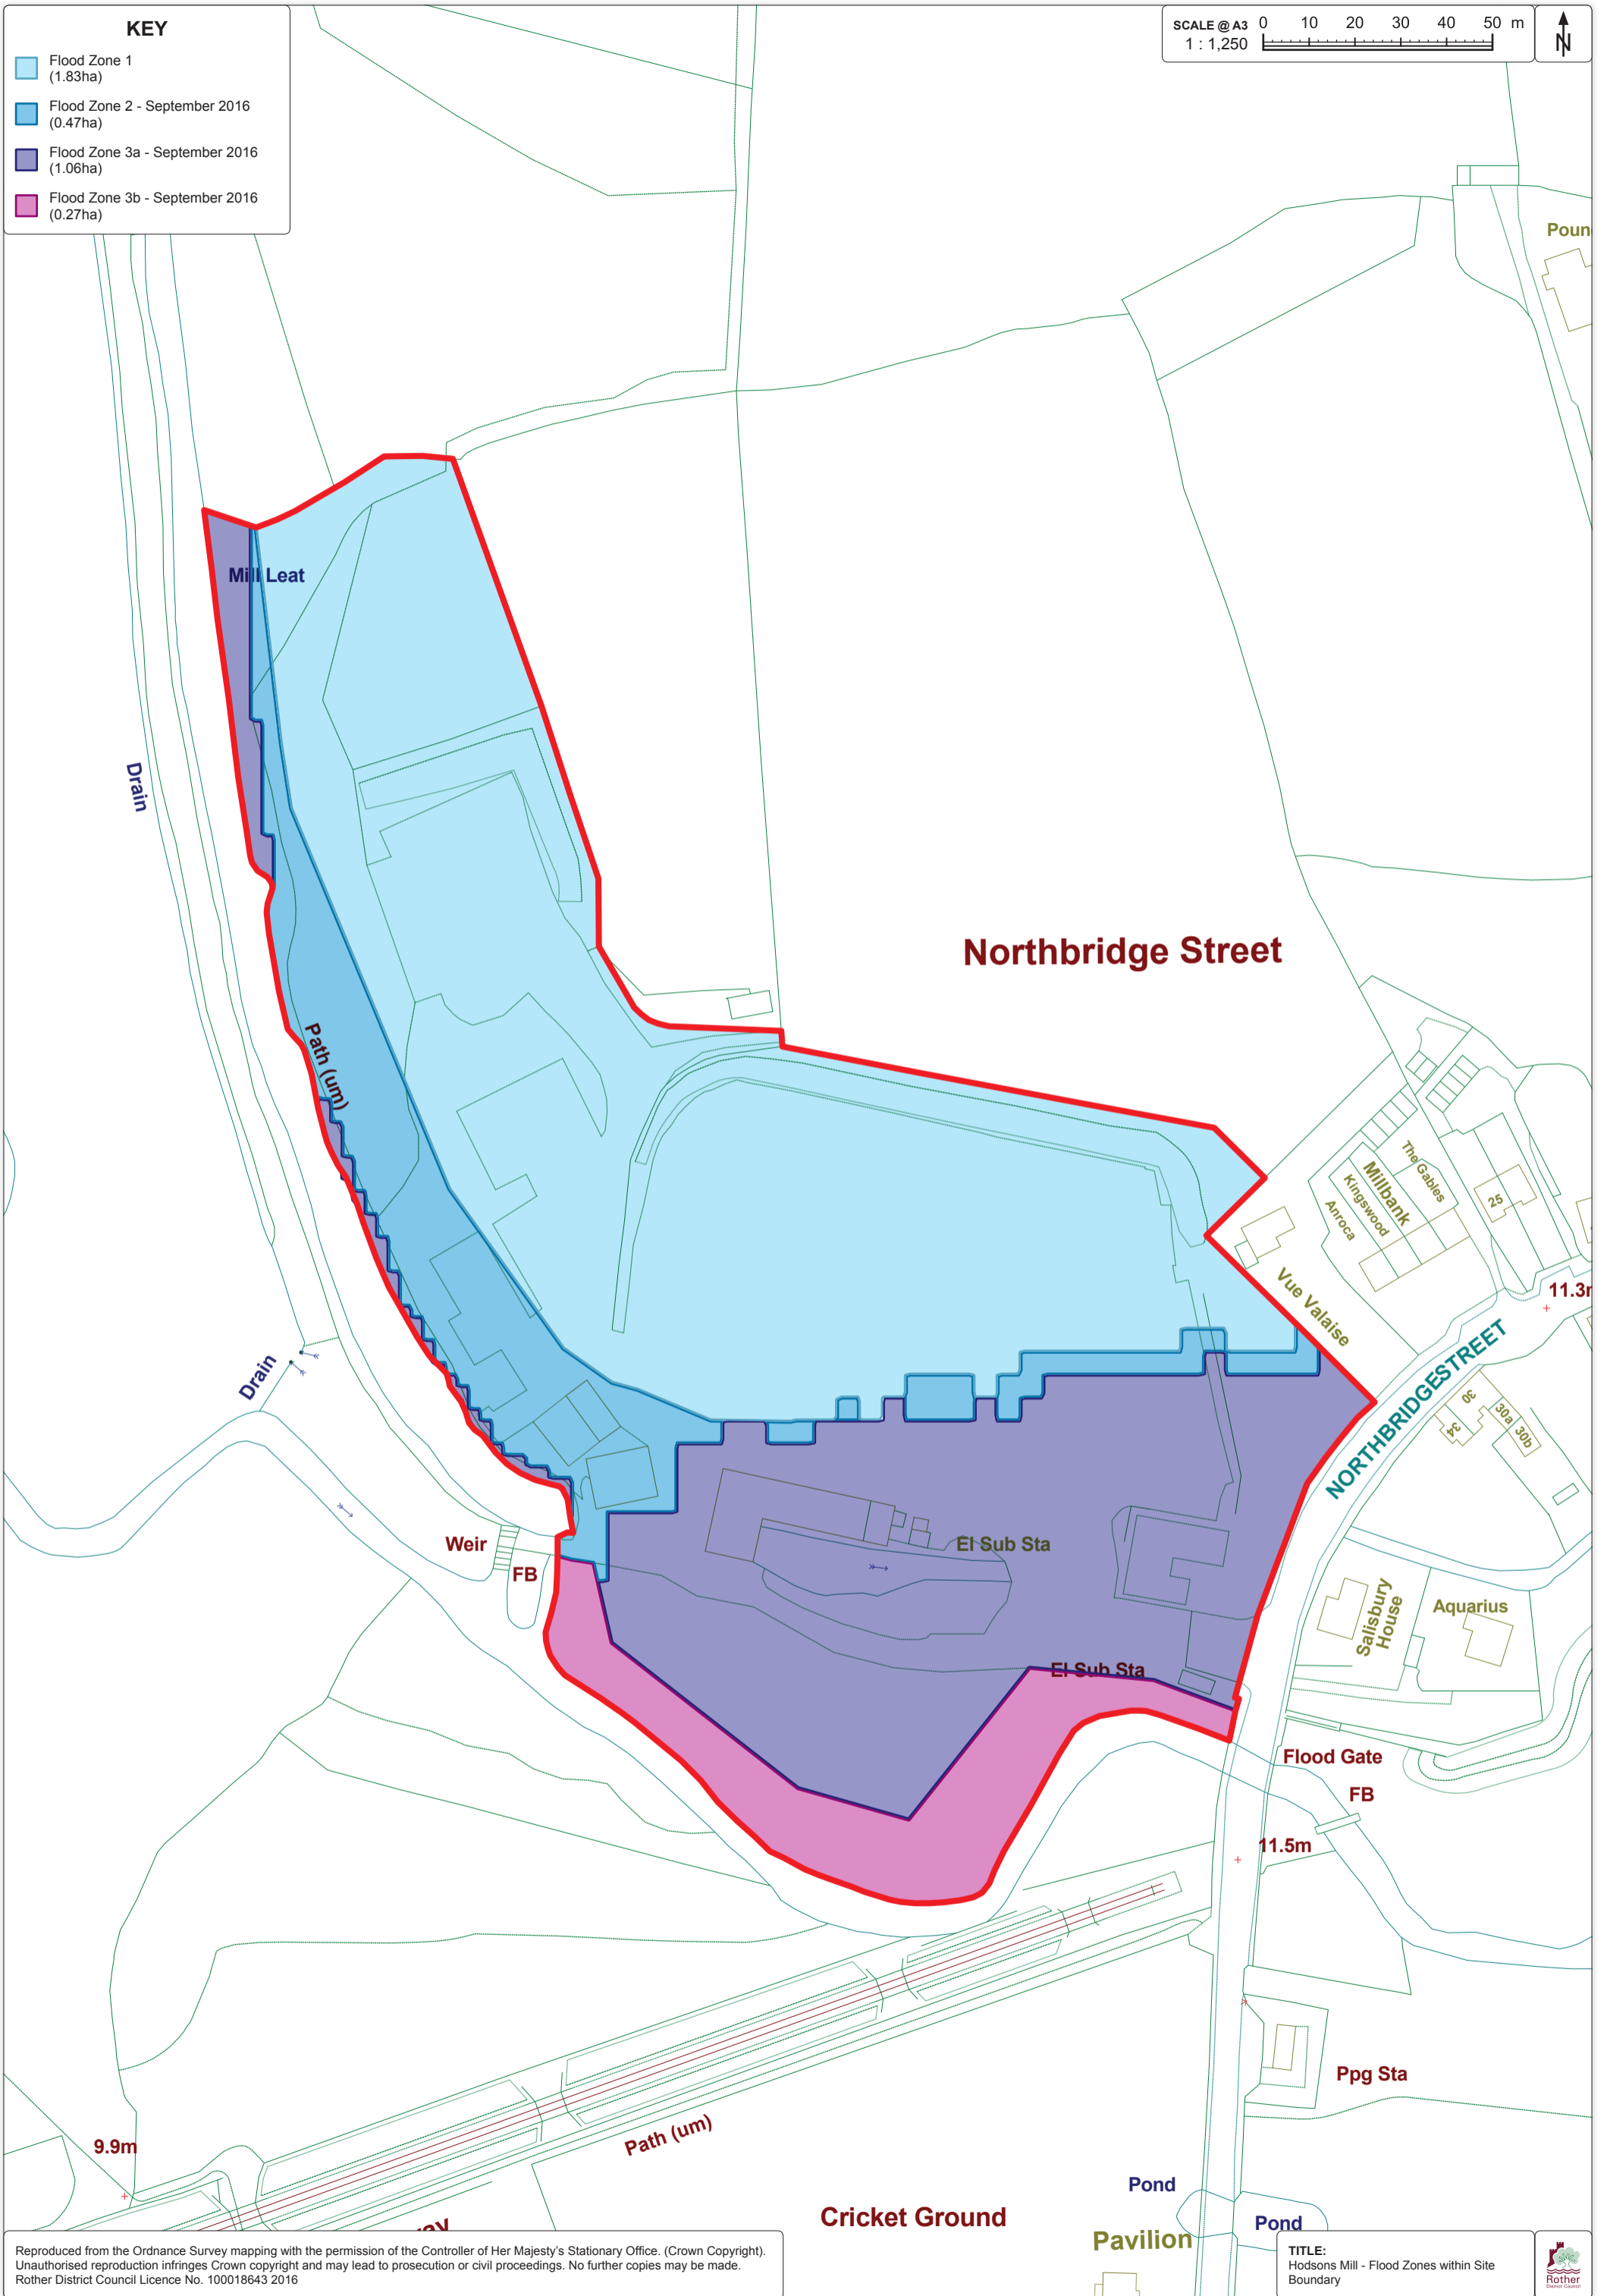 KEY
Flood Zone 1
(1.83ha)
Flood Zone 2 - September 2016
(0.47ha)
Flood Zone 3a - September 2016
(1.06ha)
Flood Zone 3b - September 2016
(0.27ha)
SCALE @ A3
1 : 1,250
0 10 20 30 40 50 m
N
Poun
Mill Leat
Drain
Northbridge Street
Path (um)
The Gables
Millbank
Kingswood
Anroca
25
Vue Valaise
11.3m
NORTHBRIDGESTREET
Drain
30
34
30a
30b
Weir
FB
El Sub Sta
Salisbury
House
Aquarius
El Sub Sta
Flood Gate
FB
11.5m
Ppg Sta
Path (um)
9.9m
Pond
Cricket Ground
Pond
Pavilion
way
Reproduced from the Ordnance Survey mapping with the permission of the Controller of Her Majesty's Stationary Office. (Crown Copyright).
Unauthorised reproduction infringes Crown copyright and may lead to prosecution or civil proceedings. No further copies may be made.
Rother District Council Licence No. 100018643 2016
TITLE:
Hodsons Mill - Flood Zones within Site
Boundary
Rother
District Council